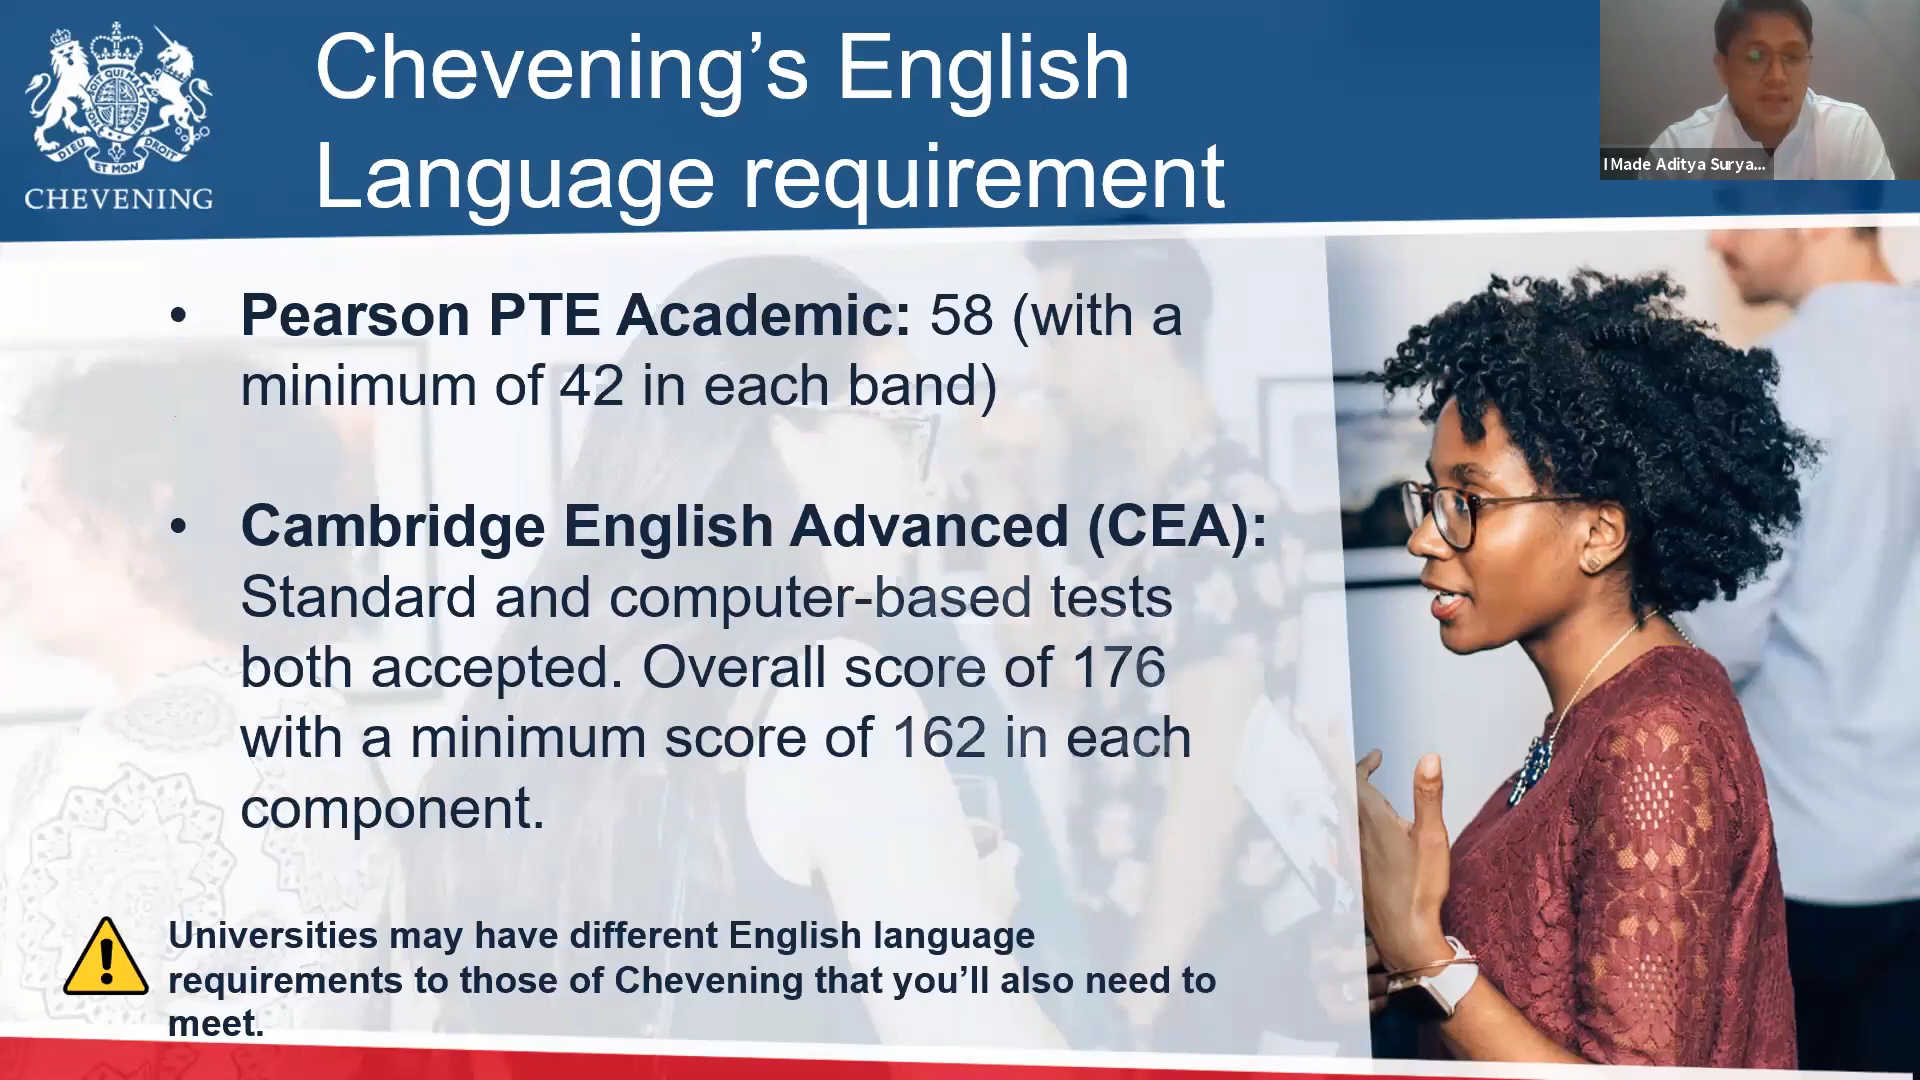 CHEVENING
Chevening’s English
Language requirement
I Made Aditya Surya...
• Pearson PTE Academic: 58 (with a
minimum of 42 in each band)
• Cambridge English Advanced (CEA):
Standard and computer-based tests
both accepted. Overall score of 176
with a minimum score of 162 in each
component.
Universities may have different English language
requirements to those of Chevening that you’ll also need to
meet.